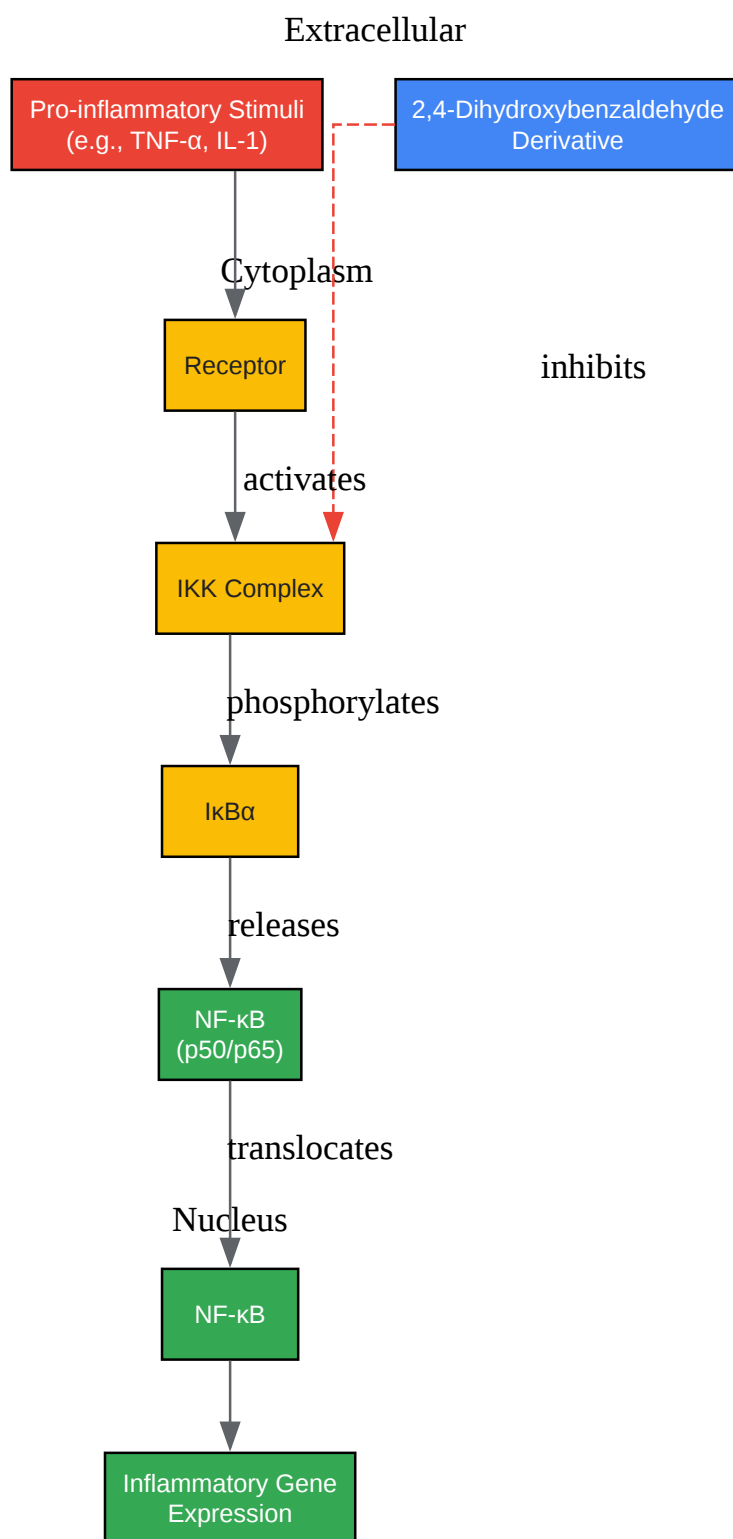 Extracellular
Pro-inflammatory Stimuli
(e.g., TNF-α, IL-1)
2,4-Dihydroxybenzaldehyde
Derivative
Cytoplasm
Receptor
inhibits
activates
IKK Complex
phosphorylates
IκBα
releases
NF-κB
(p50/p65)
translocates
Nucleus
NF-κB
Inflammatory Gene
Expression